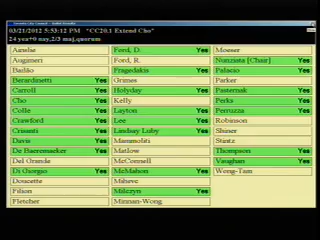 03/21/2012 5:53:12 PM "CC20.1 Extend Cho"
24 yea+0 nay,2/3 maj,quorum
Ainslie
Augimeri
Bailão
Berardinetti Yes
Carroll Yes
Cho Yes
Colle Yes
Crawford Yes
Crisanti Yes
Davis Yes
De Baeremaeker Yes
Del Grande
Di Giorgio Yes
Doucette
Filion
Fletcher
Ford, D. Yes
Ford, R.
Fragedakis Yes
Grimes
Holyday Yes
Kelly
Layton Yes
Lee Yes
Lindsay Luby Yes
Mammoliti
Matlow
McConnell
McMahon Yes
Mihevc
Milczyn Yes
Minnan-Wong
Moeser
Nunziata [Chair] Yes
Palacio Yes
Parker
Pasternak Yes
Perks Yes
Perruzza Yes
Robinson
Shiner
Stintz
Thompson Yes
Vaughan Yes
Wong-Tam